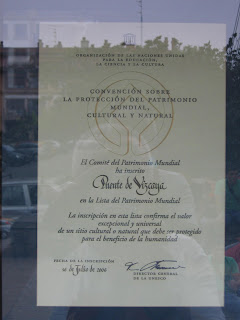 ORGANIZACIÓN DE LAS NACIONES UNIDAS
PARA LA EDUCACIÓN,
LA CIENCIA Y LA CULTURA
CONVENCIÓN SOBRE
LA PROTECCIÓN DEL PATRIMONIO
MUNDIAL,
CULTURAL Y NATURAL
El Comité del Patrimonio Mundial
ha inscrito
Puente de Vizcaya
en la Lista del Patrimonio Mundial
La inscripción en esta lista confirma el valor
excepcional y universal
de un sitio cultural o natural que debe ser protegido
para el beneficio de la humanidad
FECHA DE LA INSCRIPCIÓN
de julio 2006
DIRECTOR GENERAL
DE LA UNESCO